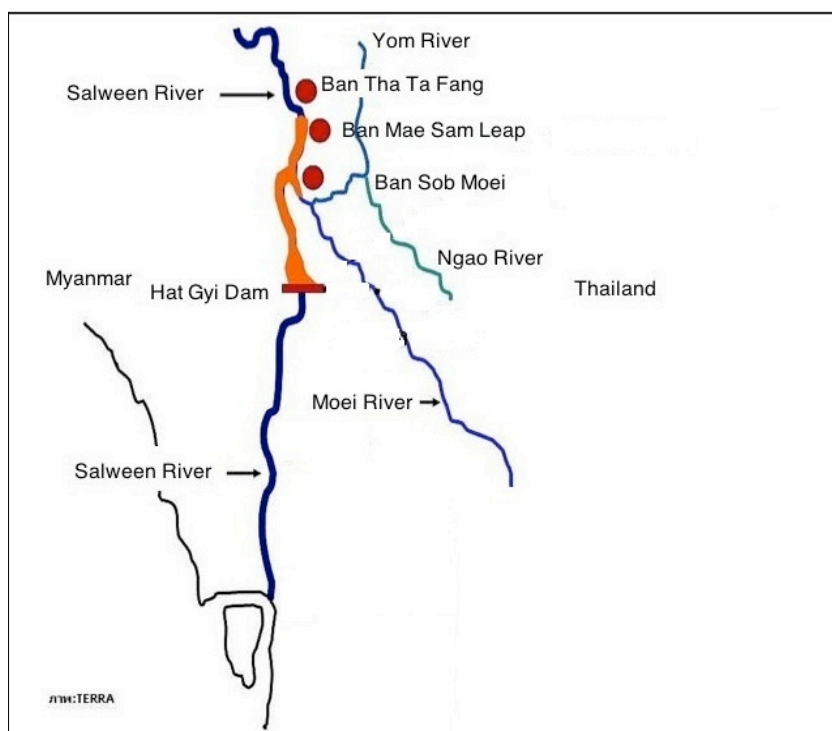 Yom River
Ban Tha Ta Fang
Salween River
Ban Mae Sam Leap
Ban Sob Moei
Ngao River
Myanmar
Hat Gyi Dam
Thailand
Moei River
Salween River
ภาพ:TERRA